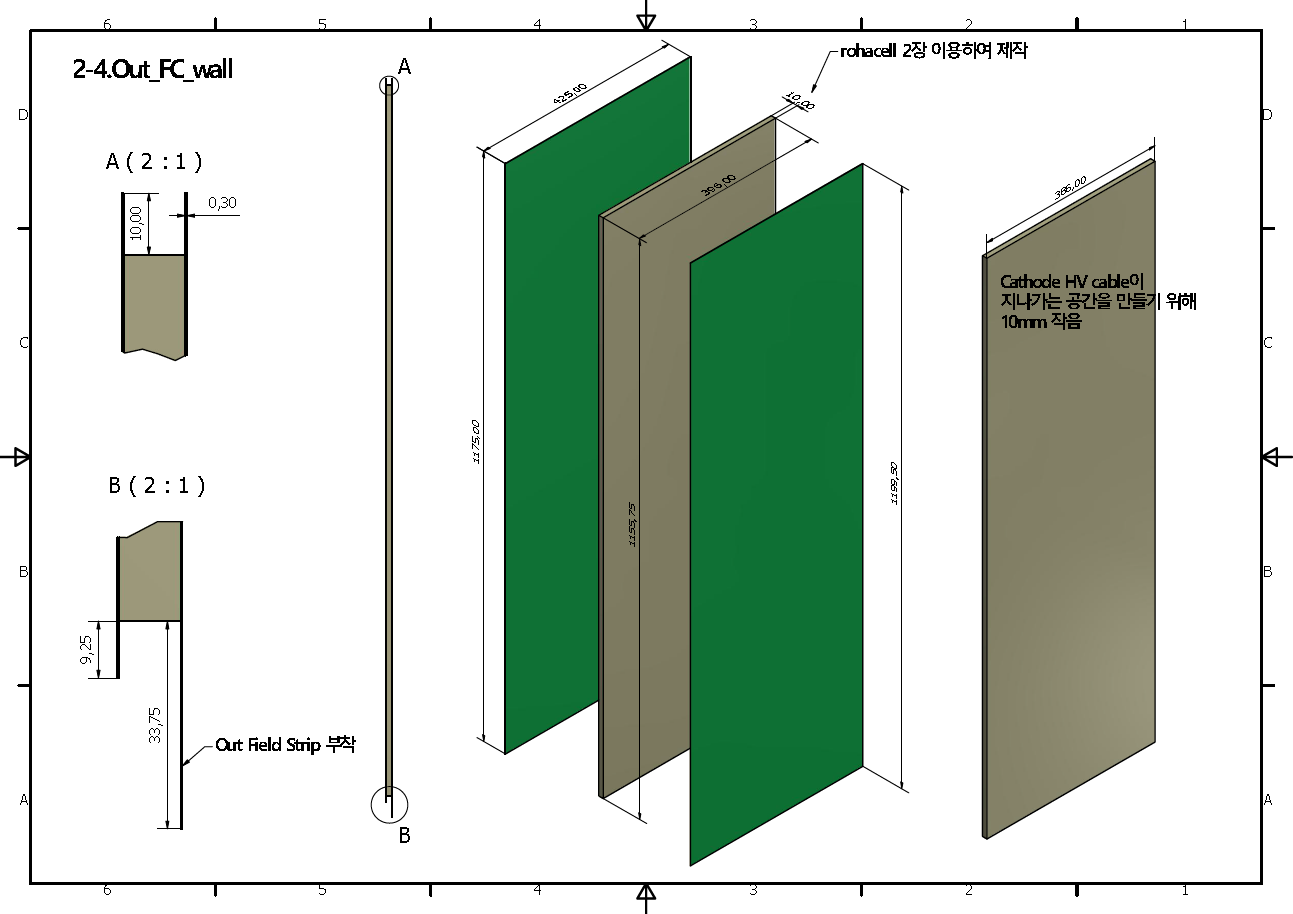 6 5 4 3 2 1
2-4.Out_FC_wall
A
rohacell 2장 이용하여 제작
425,00
10,00
D D
A ( 2 : 1 )
396,00
386,00
0,30
10,00
Cathode HV cable이
지나가는 공간을 만들기 위해
10mm 작음
C C
1175,00
1199,50
B ( 2 : 1 )
1155,75
B B
9,25
33,75
Out Field Strip 부착
A A
B
6 5 4 3 2 1